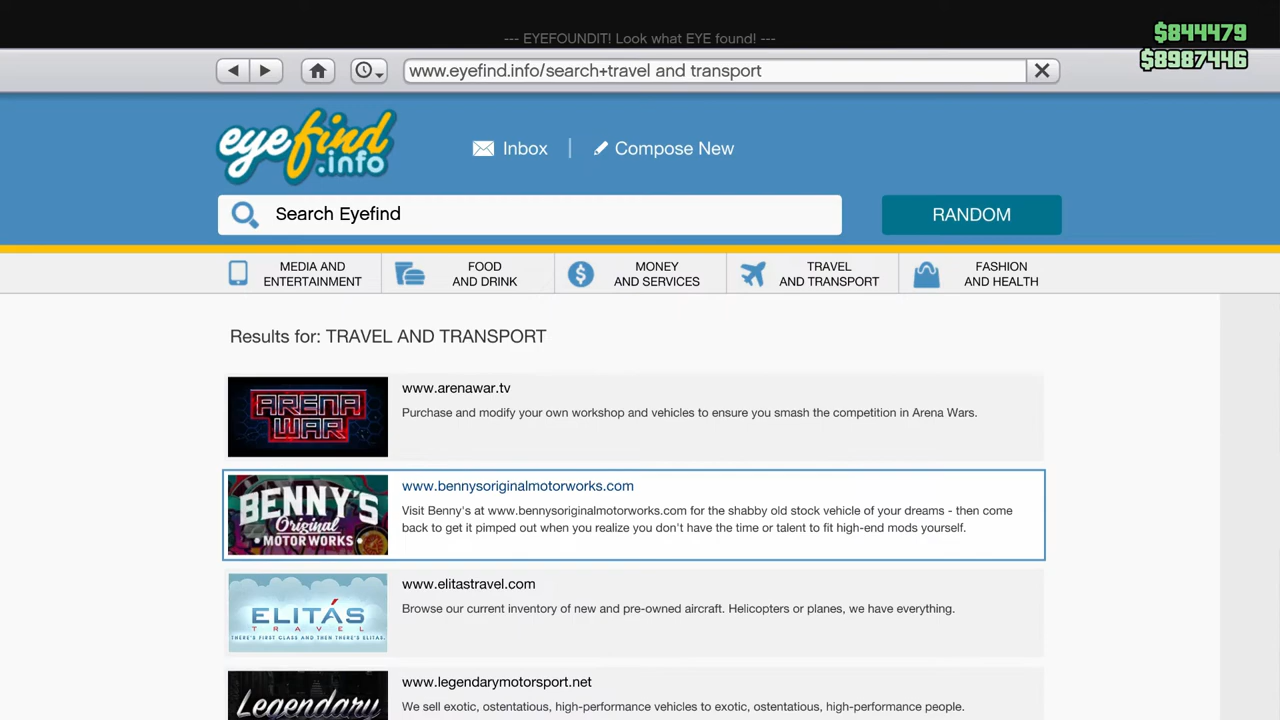 --- EYEFOUNDIT! Look what EYE found! ---
$844479
$8987446
www.eyefind.info/search+travel and transport
eyefind
.info
Inbox
Compose New
Search Eyefind
RANDOM
MEDIA AND
ENTERTAINMENT
FOOD
AND DRINK
MONEY
AND SERVICES
TRAVEL
AND TRANSPORT
FASHION
AND HEALTH
Results for: TRAVEL AND TRANSPORT
ARENA
WAR
www.arenawar.tv
Purchase and modify your own workshop and vehicles to ensure you smash the competition in Arena Wars.
BENNY'S
Original
MOTOR WORKS
www.bennysoriginalmotorworks.com
Visit Benny's at www.bennysoriginalmotorworks.com for the shabby old stock vehicle of your dreams - then come
back to get it pimped out when you realize you don't have the time or talent to fit high-end mods yourself.
ELITÁS
TRAVEL
THERE'S FIRST CLASS AND THEN THERE'S ELITAS.
www.elitastravel.com
Browse our current inventory of new and pre-owned aircraft. Helicopters or planes, we have everything.
Legendary
www.legendarymotorsport.net
We sell exotic, ostentatious, high-performance vehicles to exotic, ostentatious, high-performance people.